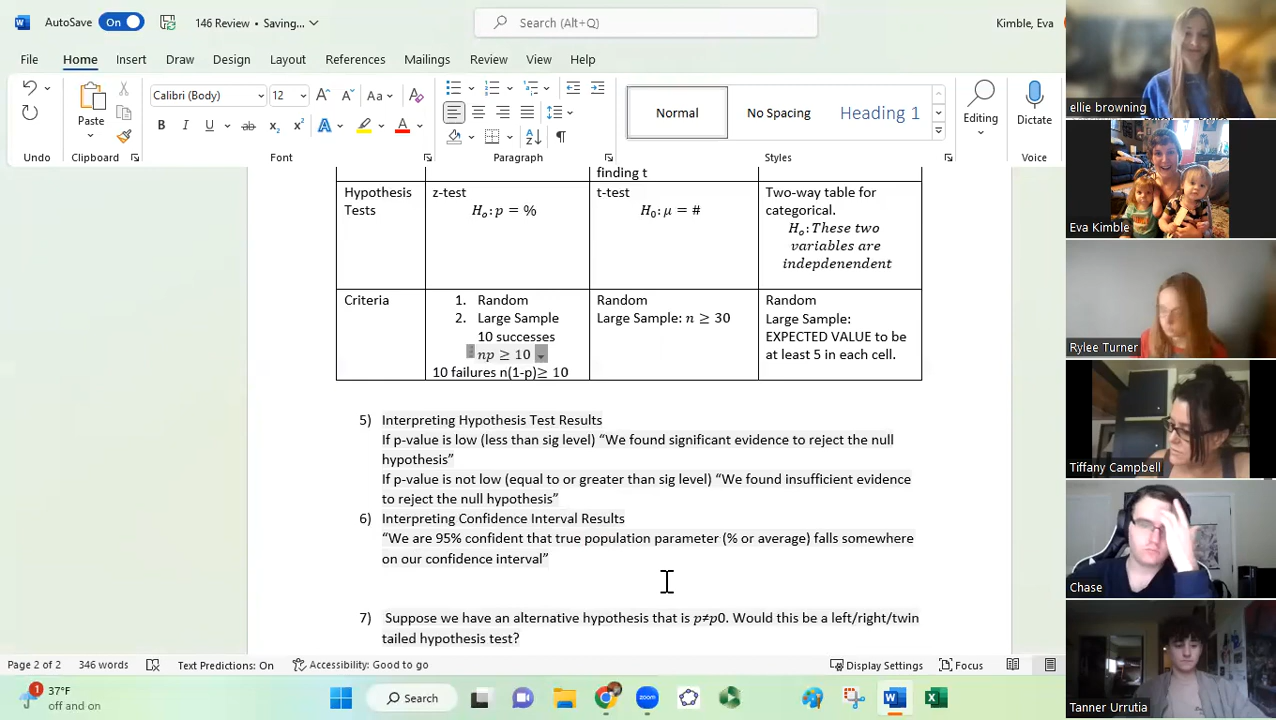 AutoSave On 146 Review • Saving... Search (Alt+Q) Kimble, Eva
File Home Insert Draw Design Layout References Mailings Review View Help
Calibri (Body) 12 Aa
Paste
B I U ab x A A
Normal No Spacing Heading 1
Editing Dictate
Undo Clipboard Font Paragraph Styles Voice
finding t
Hypothesis Tests
z-test
H₀: p = %
t-test
H₀: μ = #
Two-way table for
categorical.
H₀: These two
variables are
indepdenendent
Criteria
1. Random
2. Large Sample
10 successes
np ≥ 10
10 failures n(1-p)≥ 10
Random
Large Sample: n ≥ 30
Random
Large Sample:
EXPECTED VALUE to be
at least 5 in each cell.
5) Interpreting Hypothesis Test Results
If p-value is low (less than sig level) “We found significant evidence to reject the null
hypothesis”
If p-value is not low (equal to or greater than sig level) “We found insufficient evidence
to reject the null hypothesis”
6) Interpreting Confidence Interval Results
“We are 95% confident that true population parameter (% or average) falls somewhere
on our confidence interval”
7) Suppose we have an alternative hypothesis that is p≠p0. Would this be a left/right/twin
tailed hypothesis test?
Page 2 of 2 346 words Text Predictions: On Accessibility: Good to go Display Settings Focus
1 37°F
off and on
Search
zoom
ellie browning
Eva Kimble
Rylee Turner
Tiffany Campbell
Chase
Tanner Urrutia